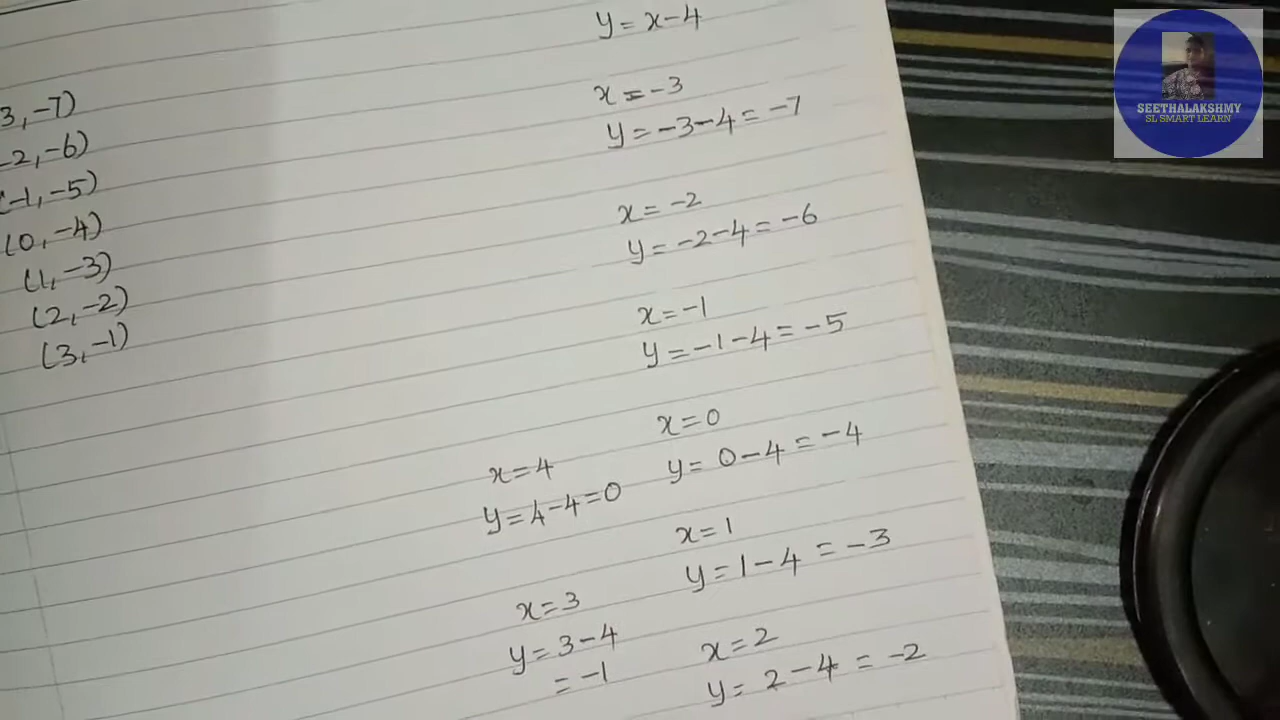 y = x-4
x = -3
y = -3-4 = -7
x = -2
y = -2-4 = -6
x = -1
y = -1-4 = -5
x = 0
y = 0-4 = -4
x = 1
y = 1-4 = -3
x = 2
y = 2-4 = -2
x = 3
y = 3-4
= -1
x = 4
y = 4-4 = 0
3, -7)
-2, -6)
(-1, -5)
(0, -4)
(1, -3)
(2, -2)
(3, -1)
SEETHALAKSHMY
SL SMART LEARN